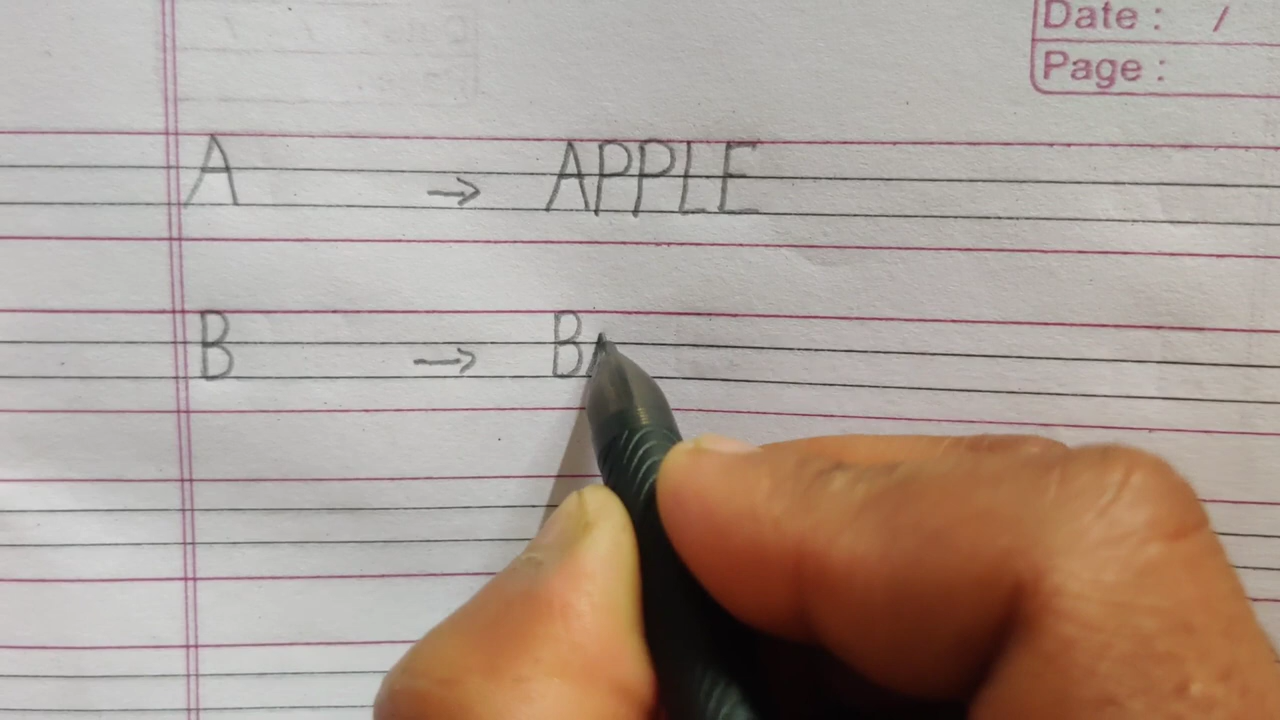 Date : /
Page :
A → APPLE
B → B